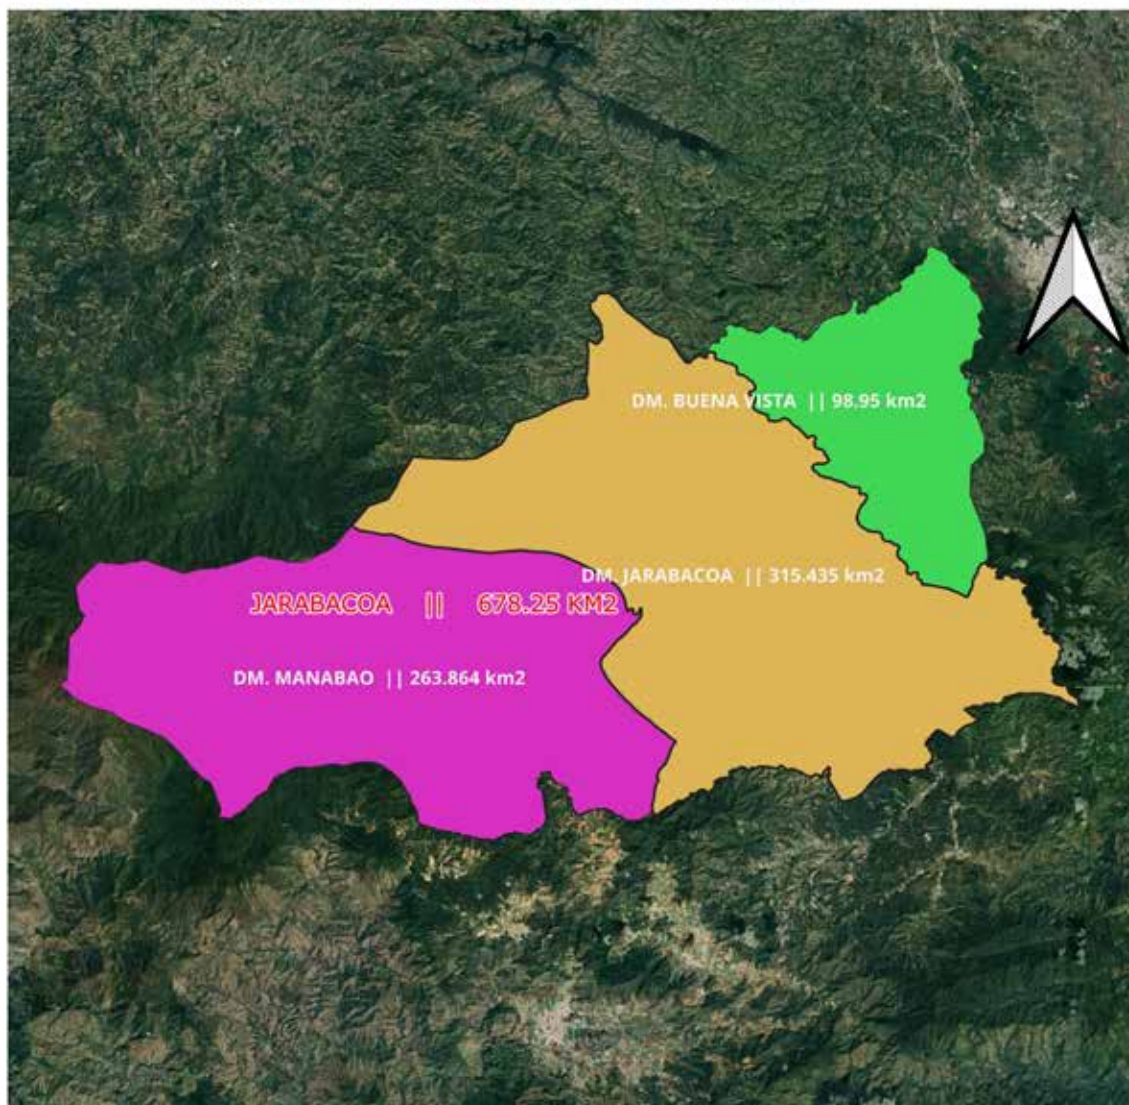 DM. BUENA VISTA || 98.95 km2
DM. JARABACOA || 315.435 km2
JARABACOA || 678.25 KM2
DM. MANABAO || 263.864 km2